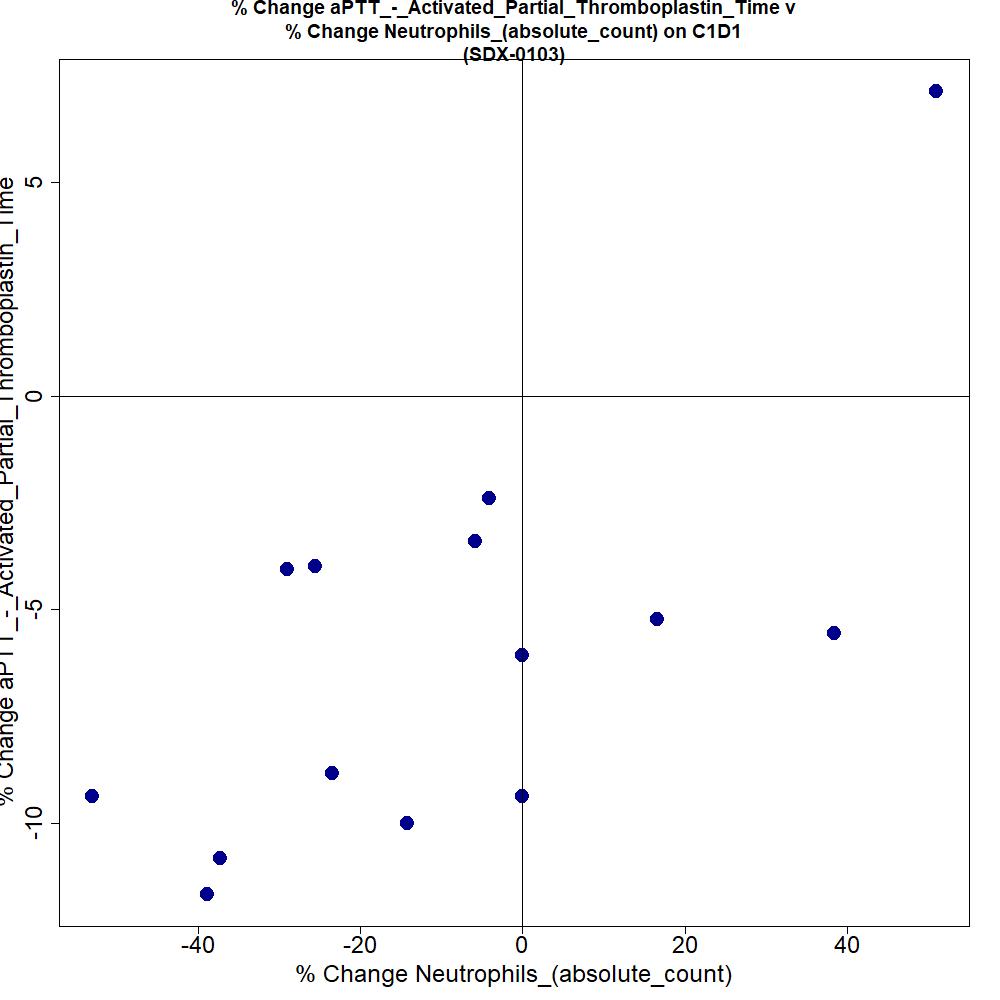 % Change aPTT_-_Activated_Partial_Thromboplastin_Time v
% Change Neutrophils_(absolute_count) on C1D1
(SDX-0103)
% Change aPTT_-_Activated_Partial_Thromboplastin_Time
5
0
-5
-10
-40
-20
0
20
40
% Change Neutrophils_(absolute_count)